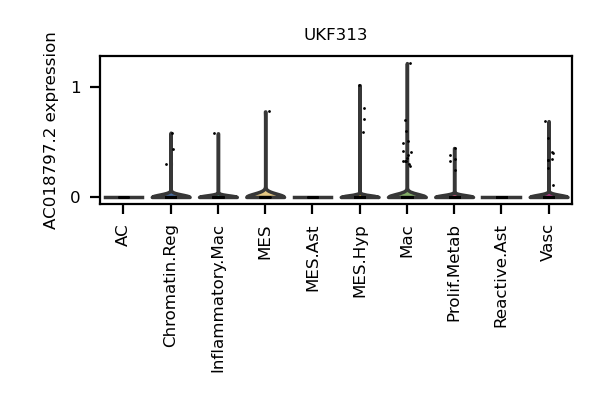 UKF313
AC018797.2 expression
1
0
AC
Chromatin.Reg
Inflammatory.Mac
MES
MES.Ast
MES.Hyp
Mac
Prolif.Metab
Reactive.Ast
Vasc